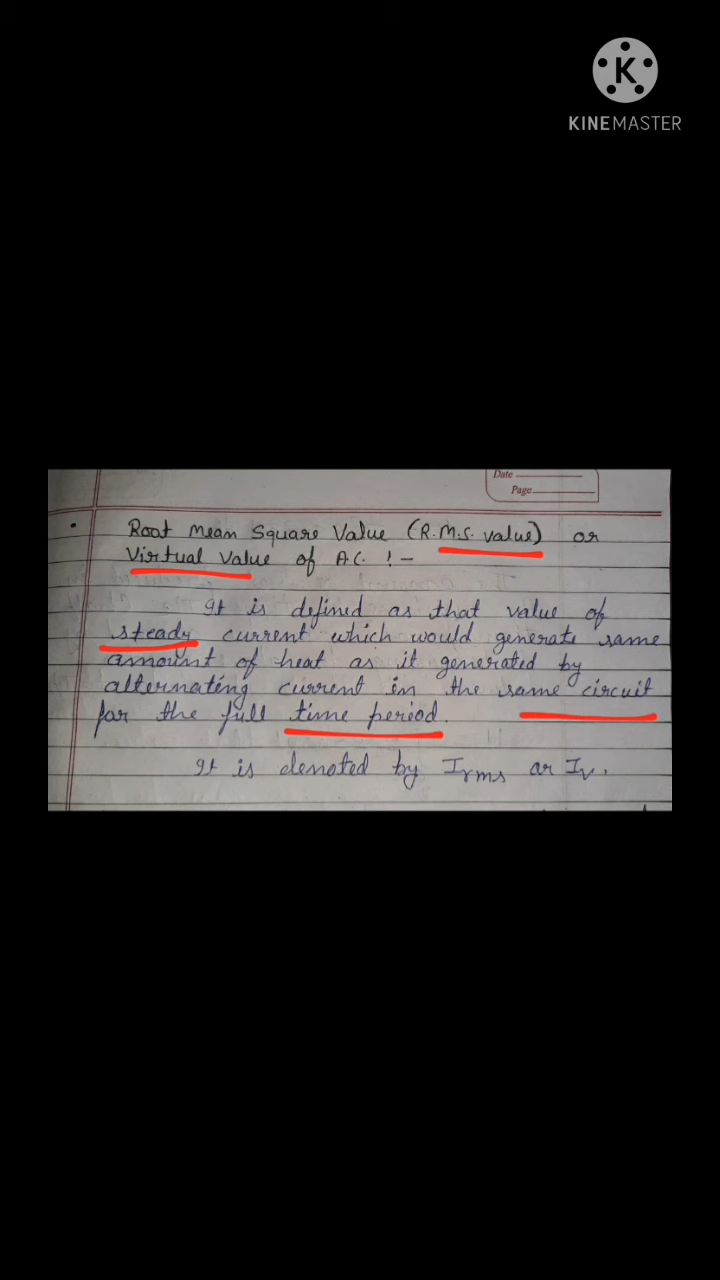 KINEMASTER
Date
Page
Root Mean Square Value (R.M.S. value) or
Virtual Value of A.C. :-
It is defined as that value of
steady current which would generate same
amount of heat as it generated by
alternating current in the same circuit
for the full time period.
It is denoted by Irms or Iv.